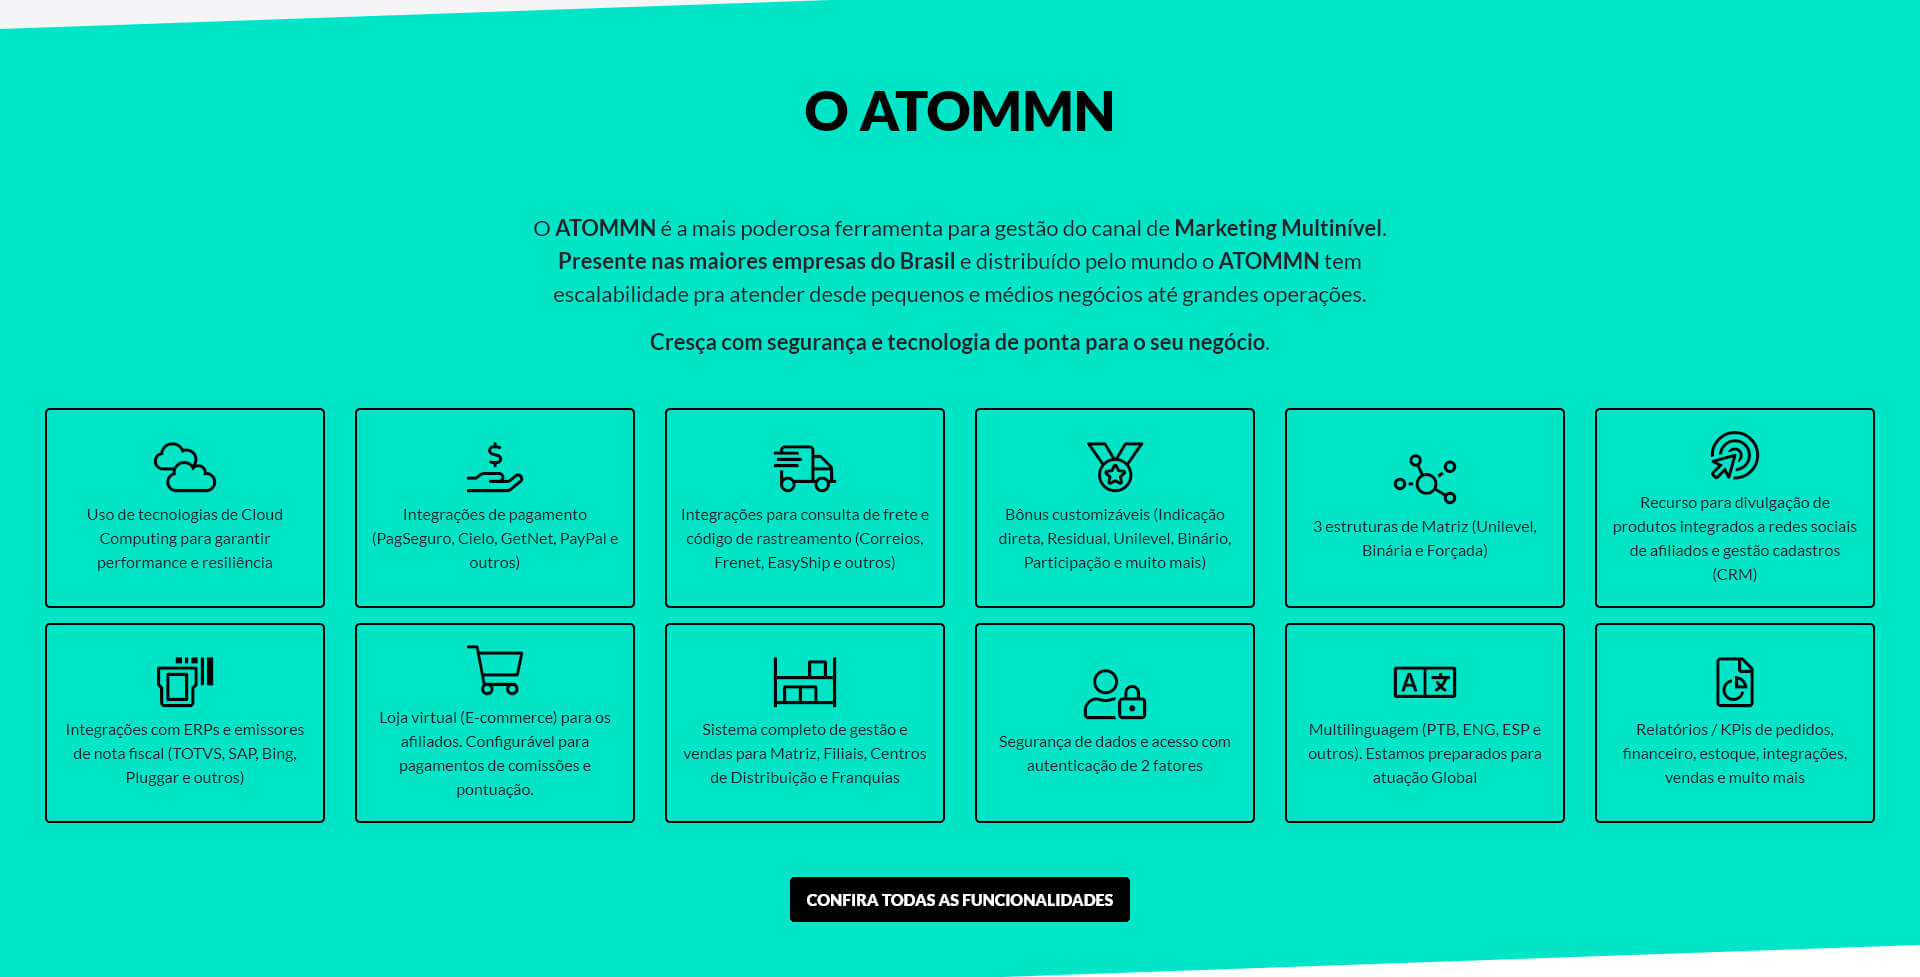 O ATOMMN
O ATOMMN é a mais poderosa ferramenta para gestão do canal de Marketing Multinível.
Presente nas maiores empresas do Brasil e distribuído pelo mundo o ATOMMN tem
escalabilidade pra atender desde pequenos e médios negócios até grandes operações.
Cresça com segurança e tecnologia de ponta para o seu negócio.
Uso de tecnologias de Cloud
Computing para garantir
performance e resiliência
Integrações de pagamento
(PagSeguro, Cielo, GetNet, PayPal e
outros)
Integrações para consulta de frete e
código de rastreamento (Correios,
Frenet, EasyShip e outros)
Bônus customizáveis (Indicação
direta, Residual, Unilevel, Binário,
Participação e muito mais)
3 estruturas de Matriz (Unilevel,
Binária e Forçada)
Recurso para divulgação de
produtos integrados a redes sociais
de afiliados e gestão cadastros
(CRM)
Integrações com ERPs e emissores
de nota fiscal (TOTVS, SAP, Bing,
Pluggar e outros)
Loja virtual (E-commerce) para os
afiliados. Configurável para
pagamentos de comissões e
pontuação.
Sistema completo de gestão e
vendas para Matriz, Filiais, Centros
de Distribuição e Franquias
Segurança de dados e acesso com
autenticação de 2 fatores
A 文
Multilinguagem (PTB, ENG, ESP e
outros). Estamos preparados para
atuação Global
Relatórios / KPis de pedidos,
financeiro, estoque, integrações,
vendas e muito mais
CONFIRA TODAS AS FUNCIONALIDADES